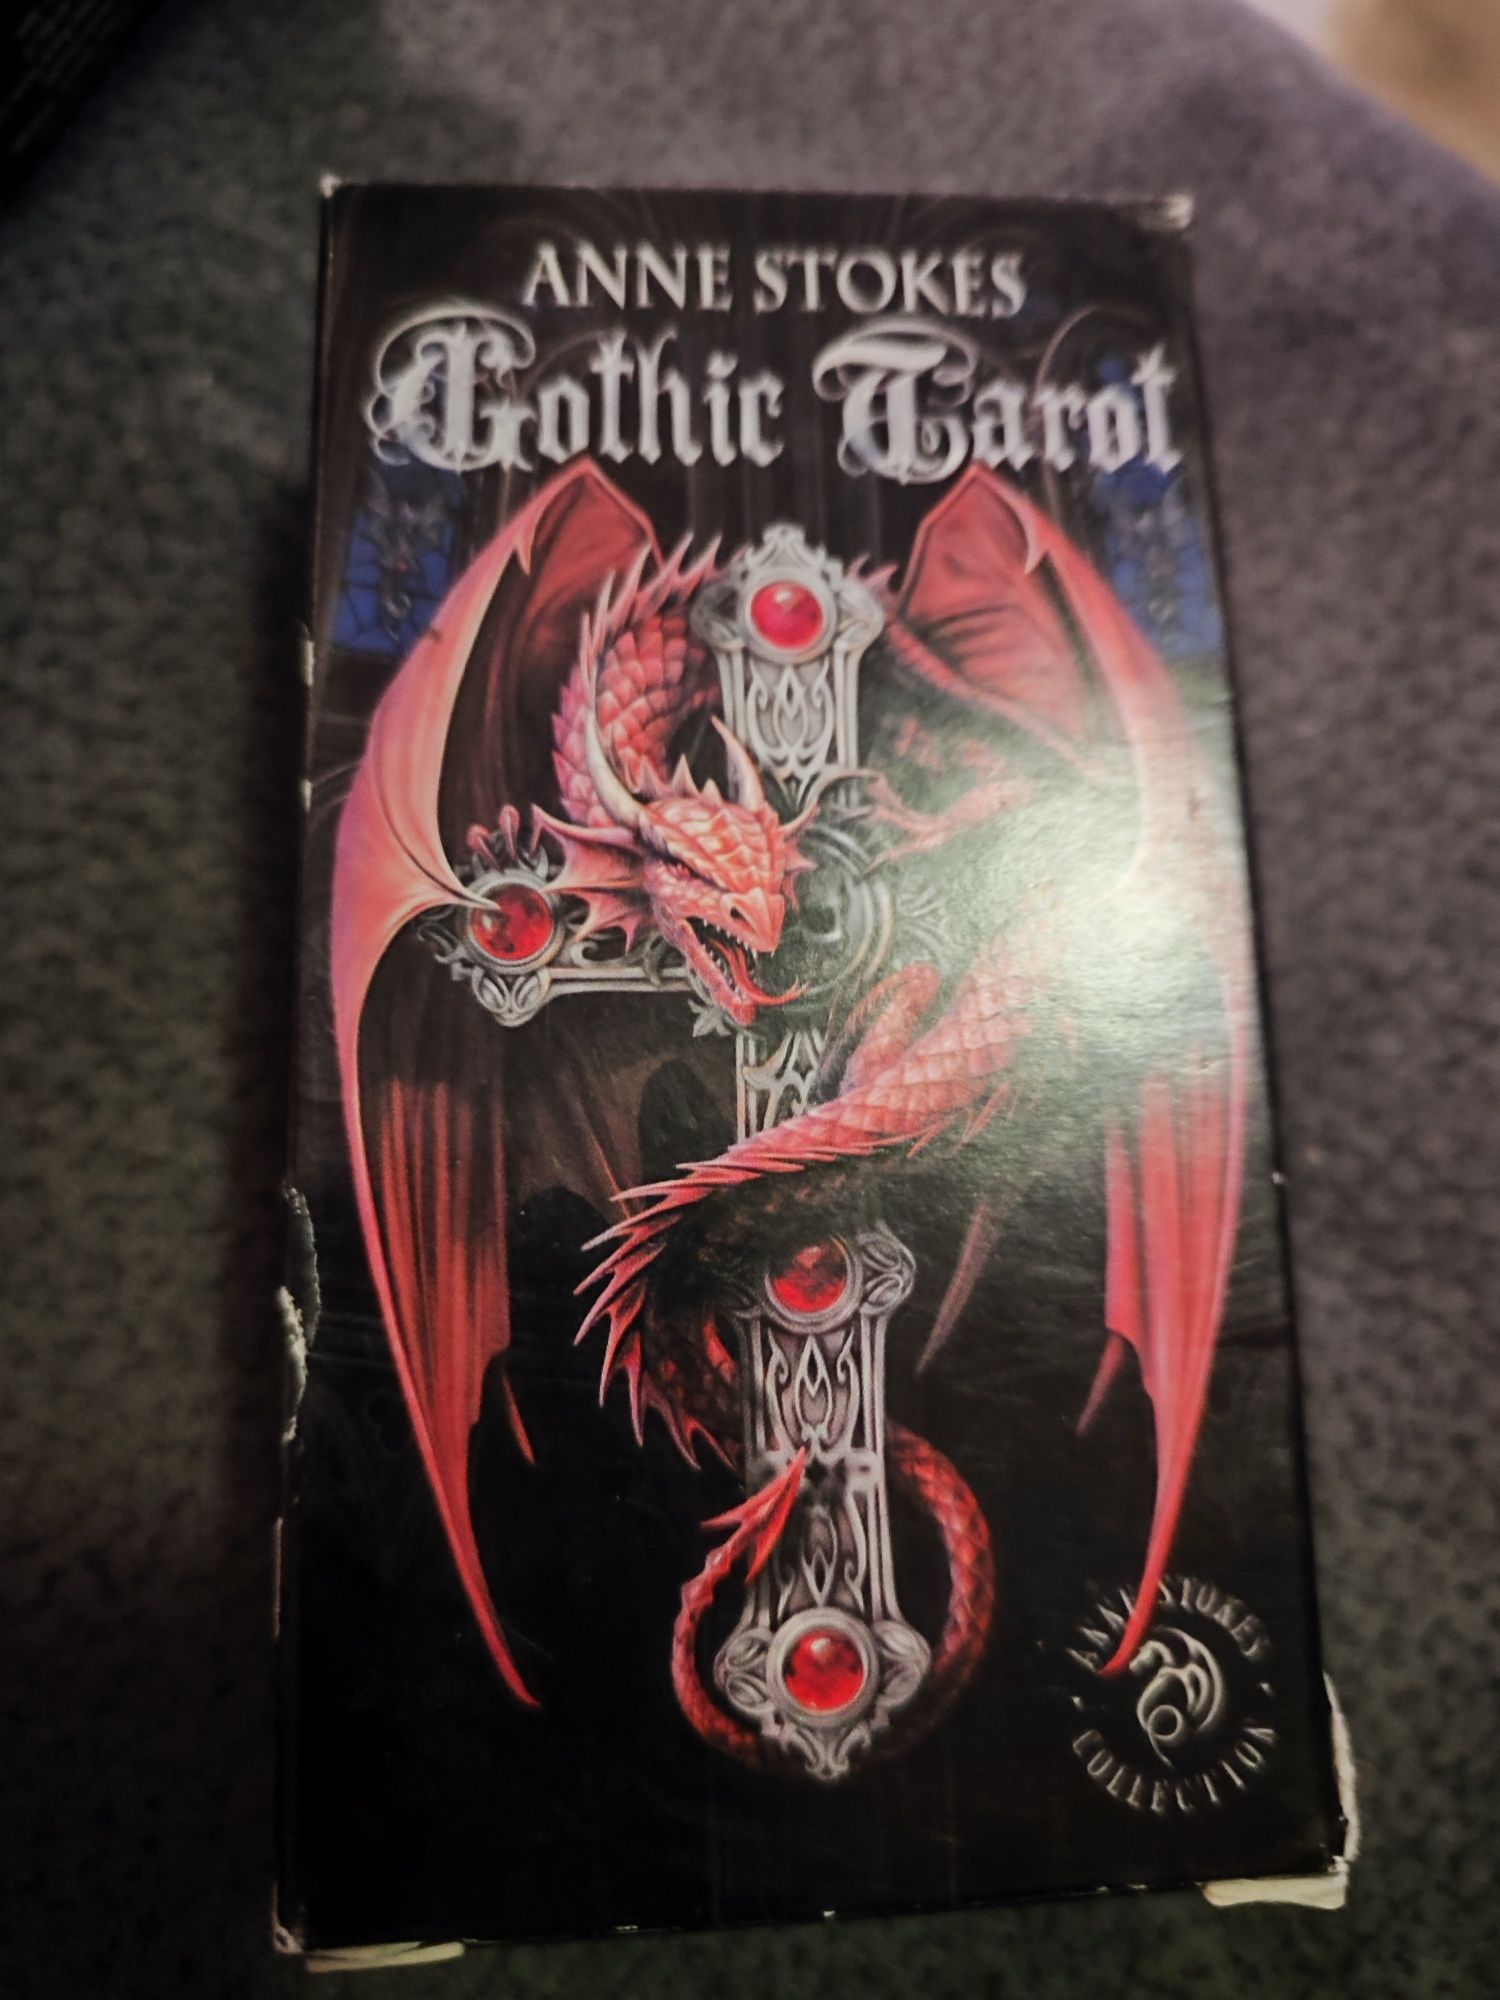 ANNE STOKES
Gothic Tarot
ANNE STOKES
COLLECTION